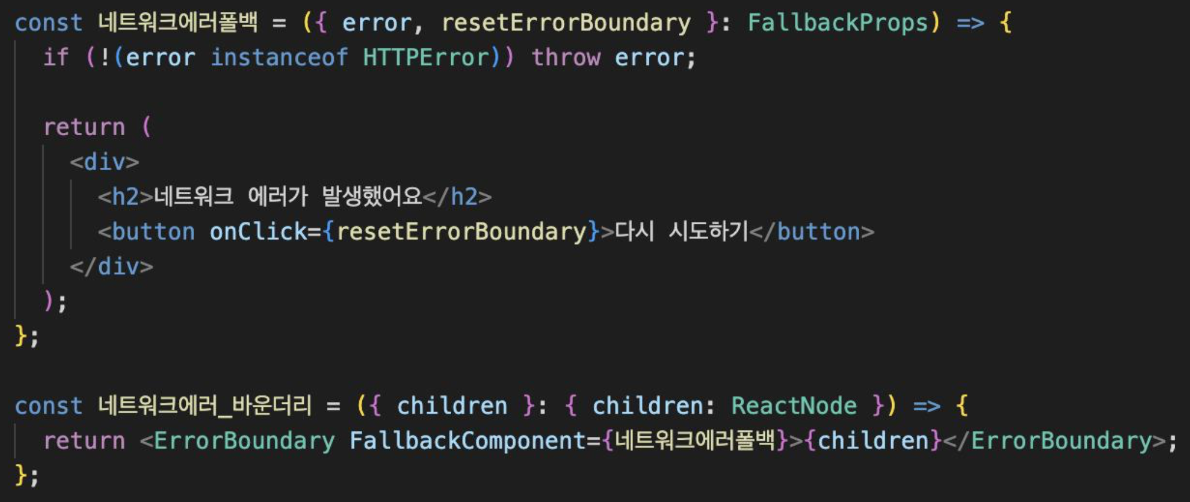 const 네트워크에러폴백 = ({ error, resetErrorBoundary }: FallbackProps) => {
  if (!(error instanceof HTTPError)) throw error;

  return (
    <div>
      <h2>네트워크 에러가 발생했어요</h2>
      <button onClick={resetErrorBoundary}>다시 시도하기</button>
    </div>
  );
};

const 네트워크에러_바운더리 = ({ children }: { children: ReactNode }) => {
  return <ErrorBoundary FallbackComponent={네트워크에러폴백}>{children}</ErrorBoundary>;
};